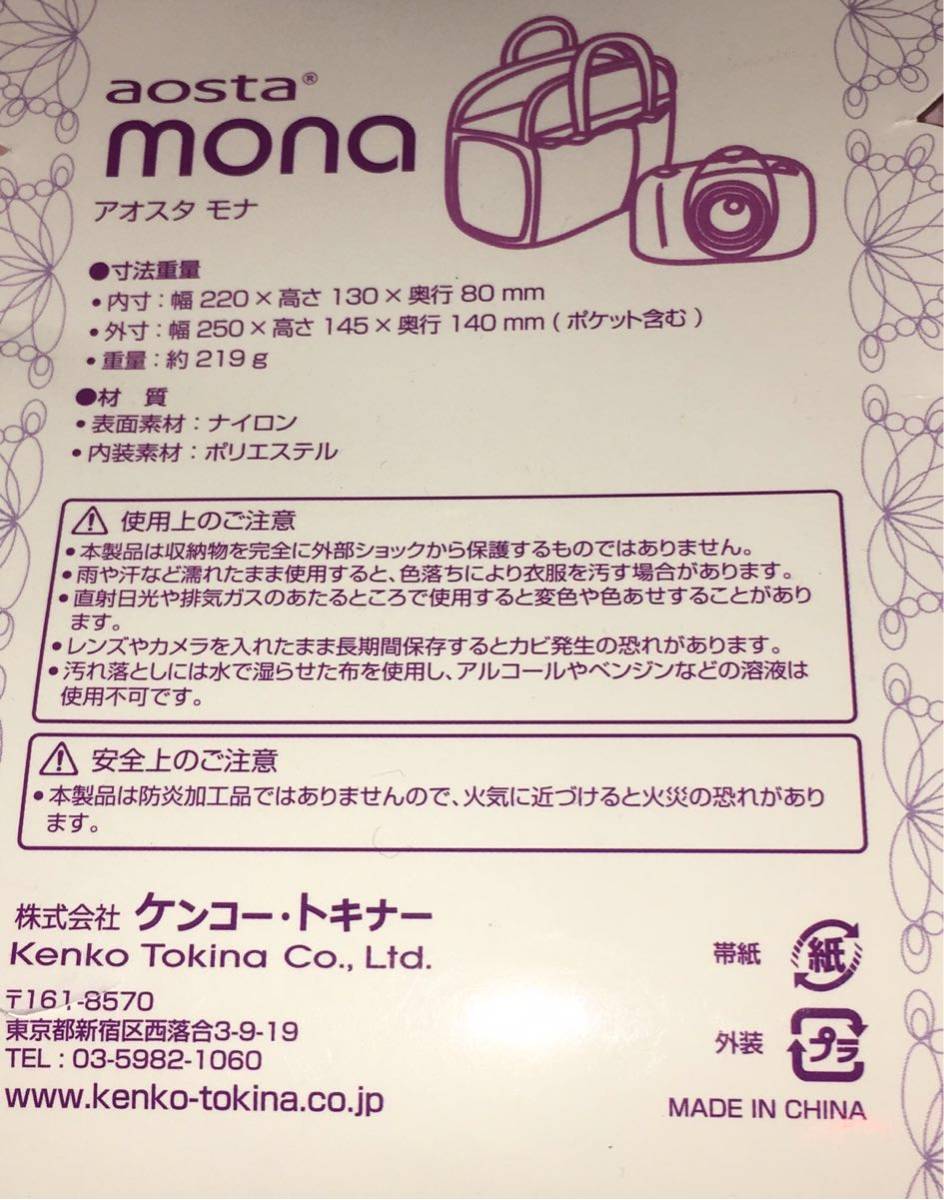 aosta®
mona
アオスタ モナ
●寸法重量
•内寸：幅 220×高さ 130×奥行 80 mm
•外寸：幅 250×高さ 145×奥行 140 mm ( ポケット含む )
•重量：約 219 g
●材　質
•表面素材：ナイロン
•内装素材：ポリエステル
⚠ 使用上のご注意
•本製品は収納物を完全に外部ショックから保護するものではありません。
•雨や汗など濡れたまま使用すると、色落ちにより衣服を汚す場合があります。
•直射日光や排気ガスのあたるところで使用すると変色や色あせすることがあり
ます。
•レンズやカメラを入れたまま長期間保存するとカビ発生の恐れがあります。
•汚れ落としには水で湿らせた布を使用し、アルコールやベンジンなどの溶液は
使用不可です。
⚠ 安全上のご注意
•本製品は防炎加工品ではありませんので、火気に近づけると火災の恐れがあり
ます。
株式会社 ケンコー・トキナー
Kenko Tokina Co., Ltd.
〒161-8570
東京都新宿区西落合3-9-19
TEL : 03-5982-1060
www.kenko-tokina.co.jp
帯紙 紙
外装 プラ
MADE IN CHINA